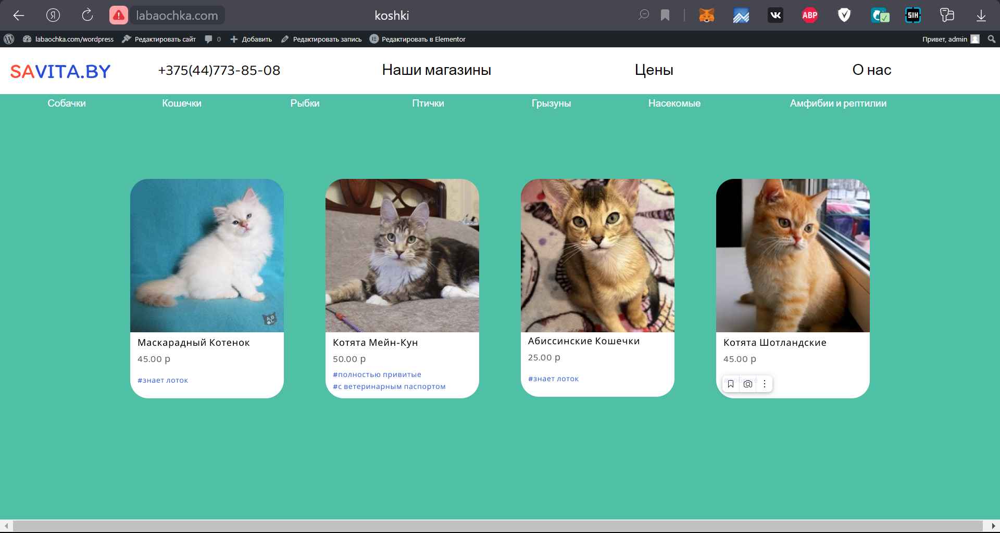 labaochka.com
koshki
ABP
SIH
labaochka.com/wordpress
Редактировать сайт
0
Добавить
Редактировать запись
Редактировать в Elementor
Привет, admin
SAVITA.BY
+375(44)773-85-08
Наши магазины
Цены
О нас
Собачки
Кошечки
Рыбки
Птички
Грызуны
Насекомые
Амфибии и рептилии
Маскарадный Котенок
45.00 р
#знает лоток
Котята Мейн-Кун
50.00 р
#полностью привитые
#с ветеринарным паспортом
Абиссинские Кошечки
25.00 р
#знает лоток
Котята Шотландские
45.00 р